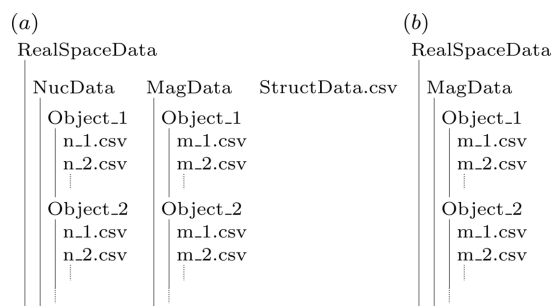 (a)
RealSpaceData
NucData MagData StructData.csv
Object_1 Object_1
n_1.csv m_1.csv
n_2.csv m_2.csv
Object_2 Object_2
n_1.csv m_1.csv
n_2.csv m_2.csv
(b)
RealSpaceData
MagData
Object_1
m_1.csv
m_2.csv
Object_2
m_1.csv
m_2.csv